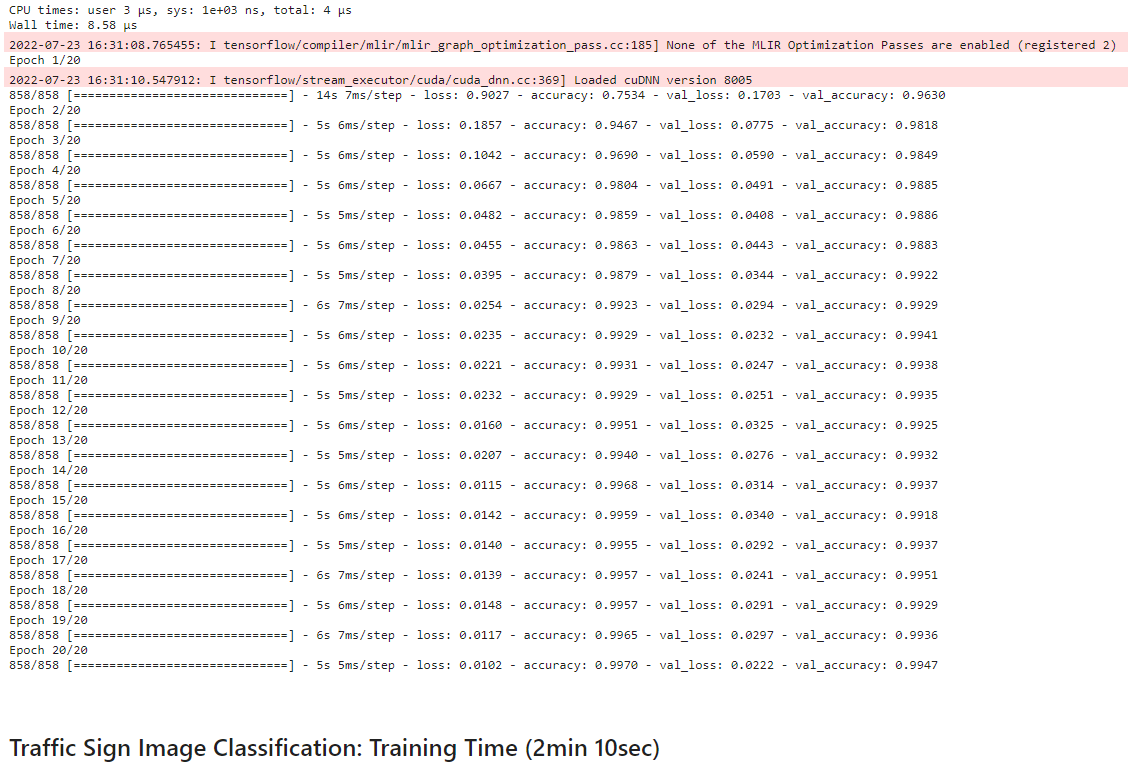 CPU times: user 3 µs, sys: 1e+03 ns, total: 4 µs
Wall time: 8.58 µs
2022-07-23 16:31:08.765455: I tensorflow/compiler/mlir/mlir_graph_optimization_pass.cc:185] None of the MLIR Optimization Passes are enabled (registered 2)
Epoch 1/20
2022-07-23 16:31:10.547912: I tensorflow/stream_executor/cuda/cuda_dnn.cc:369] Loaded cuDNN version 8005
858/858 [==============================] - 14s 7ms/step - loss: 0.9027 - accuracy: 0.7534 - val_loss: 0.1703 - val_accuracy: 0.9630
Epoch 2/20
858/858 [==============================] - 5s 6ms/step - loss: 0.1857 - accuracy: 0.9467 - val_loss: 0.0775 - val_accuracy: 0.9818
Epoch 3/20
858/858 [==============================] - 5s 6ms/step - loss: 0.1042 - accuracy: 0.9690 - val_loss: 0.0590 - val_accuracy: 0.9849
Epoch 4/20
858/858 [==============================] - 5s 6ms/step - loss: 0.0667 - accuracy: 0.9804 - val_loss: 0.0491 - val_accuracy: 0.9885
Epoch 5/20
858/858 [==============================] - 5s 5ms/step - loss: 0.0482 - accuracy: 0.9859 - val_loss: 0.0408 - val_accuracy: 0.9886
Epoch 6/20
858/858 [==============================] - 5s 6ms/step - loss: 0.0455 - accuracy: 0.9863 - val_loss: 0.0443 - val_accuracy: 0.9883
Epoch 7/20
858/858 [==============================] - 5s 5ms/step - loss: 0.0395 - accuracy: 0.9879 - val_loss: 0.0344 - val_accuracy: 0.9922
Epoch 8/20
858/858 [==============================] - 6s 7ms/step - loss: 0.0254 - accuracy: 0.9923 - val_loss: 0.0294 - val_accuracy: 0.9929
Epoch 9/20
858/858 [==============================] - 5s 6ms/step - loss: 0.0235 - accuracy: 0.9929 - val_loss: 0.0232 - val_accuracy: 0.9941
Epoch 10/20
858/858 [==============================] - 5s 6ms/step - loss: 0.0221 - accuracy: 0.9931 - val_loss: 0.0247 - val_accuracy: 0.9938
Epoch 11/20
858/858 [==============================] - 5s 5ms/step - loss: 0.0232 - accuracy: 0.9929 - val_loss: 0.0251 - val_accuracy: 0.9935
Epoch 12/20
858/858 [==============================] - 5s 6ms/step - loss: 0.0160 - accuracy: 0.9951 - val_loss: 0.0325 - val_accuracy: 0.9925
Epoch 13/20
858/858 [==============================] - 5s 5ms/step - loss: 0.0207 - accuracy: 0.9940 - val_loss: 0.0276 - val_accuracy: 0.9932
Epoch 14/20
858/858 [==============================] - 5s 6ms/step - loss: 0.0115 - accuracy: 0.9968 - val_loss: 0.0314 - val_accuracy: 0.9937
Epoch 15/20
858/858 [==============================] - 5s 6ms/step - loss: 0.0142 - accuracy: 0.9959 - val_loss: 0.0340 - val_accuracy: 0.9918
Epoch 16/20
858/858 [==============================] - 5s 5ms/step - loss: 0.0140 - accuracy: 0.9955 - val_loss: 0.0292 - val_accuracy: 0.9937
Epoch 17/20
858/858 [==============================] - 6s 7ms/step - loss: 0.0139 - accuracy: 0.9957 - val_loss: 0.0241 - val_accuracy: 0.9951
Epoch 18/20
858/858 [==============================] - 5s 6ms/step - loss: 0.0148 - accuracy: 0.9957 - val_loss: 0.0291 - val_accuracy: 0.9929
Epoch 19/20
858/858 [==============================] - 6s 7ms/step - loss: 0.0117 - accuracy: 0.9965 - val_loss: 0.0297 - val_accuracy: 0.9936
Epoch 20/20
858/858 [==============================] - 5s 5ms/step - loss: 0.0102 - accuracy: 0.9970 - val_loss: 0.0222 - val_accuracy: 0.9947
Traffic Sign Image Classification: Training Time (2min 10sec)